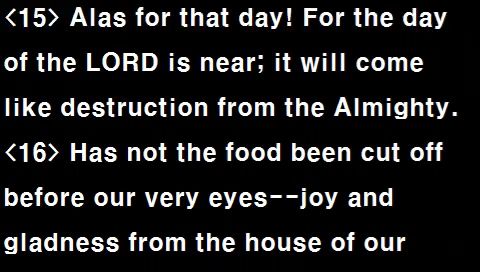 <15> Alas for that day! For the day
of the LORD is near; it will come
like destruction from the Almighty.
<16> Has not the food been cut off
before our very eyes--joy and
gladness from the house of our